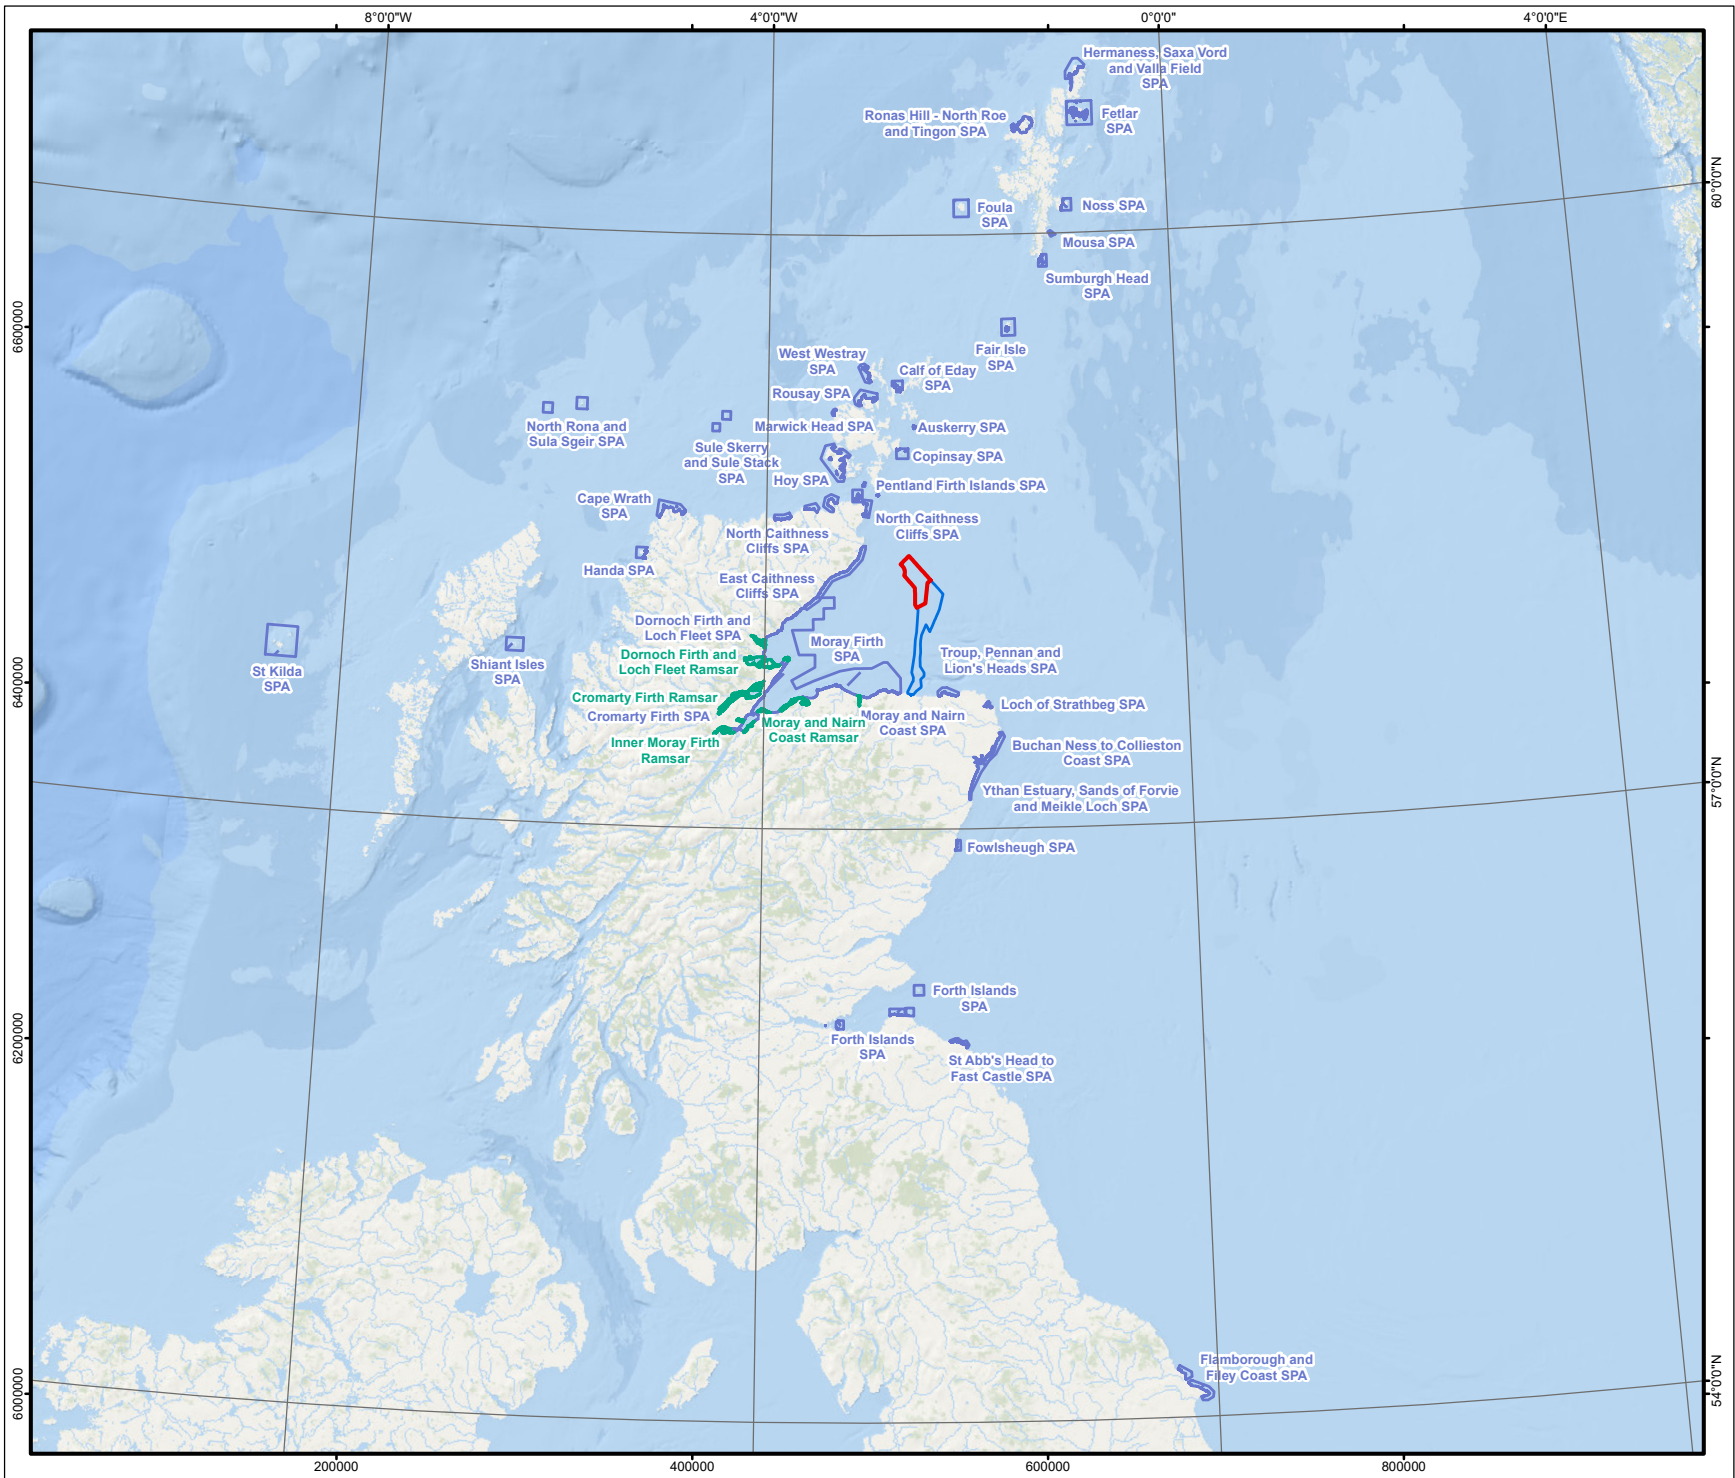 8°0'0"W
4°0'0"W
0°0'0"
4°0'0"E
Hermaness, Saxa Vord
and Valla Field
SPA
Ronas Hill - North Roe
and Tingon SPA
Fetlar
SPA
60°0'0"N
Foula
SPA
Noss SPA
Mousa SPA
Sumburgh Head
SPA
6600000
Fair Isle
SPA
West Westray
SPA
Calf of Eday
SPA
Rousay SPA
North Rona and
Sula Sgeir SPA
Marwick Head SPA
Auskerry SPA
Sule Skerry
and Sule Stack
SPA
Copinsay SPA
Hoy SPA
Pentland Firth Islands SPA
Cape Wrath
SPA
North Caithness
Cliffs SPA
North Caithness
Cliffs SPA
Handa SPA
East Caithness
Cliffs SPA
Dornoch Firth and
Loch Fleet SPA
Moray Firth
SPA
Troup, Pennan and
Lion's Heads SPA
St Kilda
SPA
Shiant Isles
SPA
Dornoch Firth and
Loch Fleet Ramsar
6400000
Cromarty Firth Ramsar
Cromarty Firth SPA
Loch of Strathbeg SPA
Moray and Nairn
Coast Ramsar
Moray and Nairn
Coast SPA
Inner Moray Firth
Ramsar
Buchan Ness to Collieston
Coast SPA
57°0'0"N
Ythan Estuary, Sands of Forvie
and Meikle Loch SPA
Fowlsheugh SPA
Forth Islands
SPA
6200000
Forth Islands
SPA
St Abb's Head to
Fast Castle SPA
Flamborough and
Filey Coast SPA
6000000
54°0'0"N
200000
400000
600000
800000